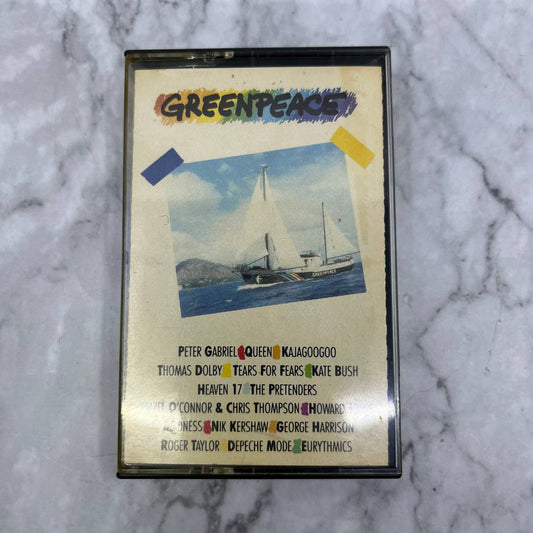 GREENPEACE
GREENPEACE
PETER GABRIEL QUEEN KAJAGOOGOO
THOMAS DOLBY TEARS FOR FEARS KATE BUSH
HEAVEN 17 THE PRETENDERS
O'CONNOR & CHRIS THOMPSON HOWARD
NIK KERSHAW GEORGE HARRISON
ROGER TAYLOR DEPECHE MODE EURYTHMICS